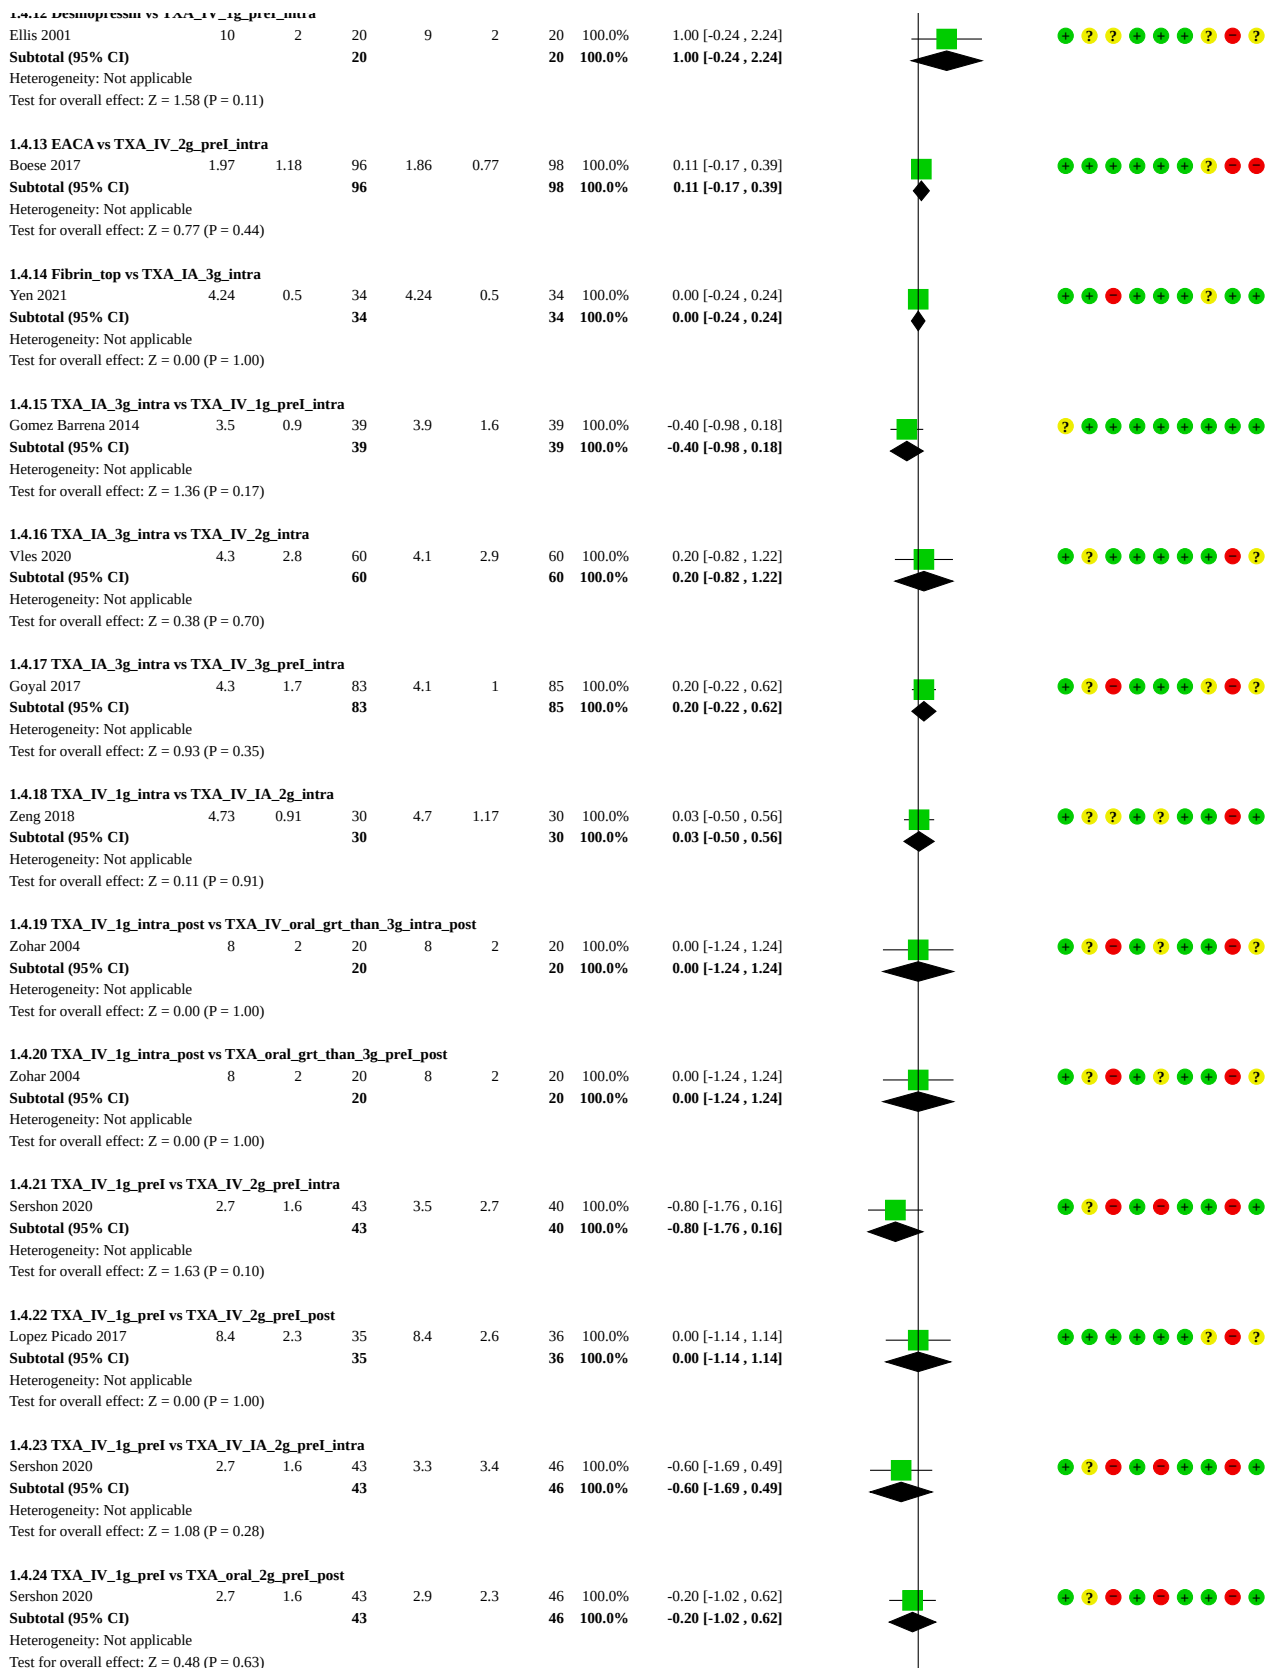 1.4.12 Desmopressin vs TXA_IV_1g_preI_intra
Ellis 2001 10 2 20 9 2 20 100.0% 1.00 [-0.24 , 2.24] + ? ? + + + ? − ?
Subtotal (95% CI) 20 20 100.0% 1.00 [-0.24 , 2.24]
Heterogeneity: Not applicable
Test for overall effect: Z = 1.58 (P = 0.11)
1.4.13 EACA vs TXA_IV_2g_preI_intra
Boese 2017 1.97 1.18 96 1.86 0.77 98 100.0% 0.11 [-0.17 , 0.39] + + + + + + ? − −
Subtotal (95% CI) 96 98 100.0% 0.11 [-0.17 , 0.39]
Heterogeneity: Not applicable
Test for overall effect: Z = 0.77 (P = 0.44)
1.4.14 Fibrin_top vs TXA_IA_3g_intra
Yen 2021 4.24 0.5 34 4.24 0.5 34 100.0% 0.00 [-0.24 , 0.24] + + − + + + ? + +
Subtotal (95% CI) 34 34 100.0% 0.00 [-0.24 , 0.24]
Heterogeneity: Not applicable
Test for overall effect: Z = 0.00 (P = 1.00)
1.4.15 TXA_IA_3g_intra vs TXA_IV_1g_preI_intra
Gomez Barrena 2014 3.5 0.9 39 3.9 1.6 39 100.0% -0.40 [-0.98 , 0.18] ? + + + + + + + +
Subtotal (95% CI) 39 39 100.0% -0.40 [-0.98 , 0.18]
Heterogeneity: Not applicable
Test for overall effect: Z = 1.36 (P = 0.17)
1.4.16 TXA_IA_3g_intra vs TXA_IV_2g_intra
Vles 2020 4.3 2.8 60 4.1 2.9 60 100.0% 0.20 [-0.82 , 1.22] + ? + + + + + − ?
Subtotal (95% CI) 60 60 100.0% 0.20 [-0.82 , 1.22]
Heterogeneity: Not applicable
Test for overall effect: Z = 0.38 (P = 0.70)
1.4.17 TXA_IA_3g_intra vs TXA_IV_3g_preI_intra
Goyal 2017 4.3 1.7 83 4.1 1 85 100.0% 0.20 [-0.22 , 0.62] + ? − + + + ? − ?
Subtotal (95% CI) 83 85 100.0% 0.20 [-0.22 , 0.62]
Heterogeneity: Not applicable
Test for overall effect: Z = 0.93 (P = 0.35)
1.4.18 TXA_IV_1g_intra vs TXA_IV_IA_2g_intra
Zeng 2018 4.73 0.91 30 4.7 1.17 30 100.0% 0.03 [-0.50 , 0.56] + ? ? + ? + + − +
Subtotal (95% CI) 30 30 100.0% 0.03 [-0.50 , 0.56]
Heterogeneity: Not applicable
Test for overall effect: Z = 0.11 (P = 0.91)
1.4.19 TXA_IV_1g_intra_post vs TXA_IV_oral_grt_than_3g_intra_post
Zohar 2004 8 2 20 8 2 20 100.0% 0.00 [-1.24 , 1.24] + ? − + ? + + − ?
Subtotal (95% CI) 20 20 100.0% 0.00 [-1.24 , 1.24]
Heterogeneity: Not applicable
Test for overall effect: Z = 0.00 (P = 1.00)
1.4.20 TXA_IV_1g_intra_post vs TXA_oral_grt_than_3g_preI_post
Zohar 2004 8 2 20 8 2 20 100.0% 0.00 [-1.24 , 1.24] + ? − + ? + + − ?
Subtotal (95% CI) 20 20 100.0% 0.00 [-1.24 , 1.24]
Heterogeneity: Not applicable
Test for overall effect: Z = 0.00 (P = 1.00)
1.4.21 TXA_IV_1g_preI vs TXA_IV_2g_preI_intra
Sershon 2020 2.7 1.6 43 3.5 2.7 40 100.0% -0.80 [-1.76 , 0.16] + ? − + − + + − +
Subtotal (95% CI) 43 40 100.0% -0.80 [-1.76 , 0.16]
Heterogeneity: Not applicable
Test for overall effect: Z = 1.63 (P = 0.10)
1.4.22 TXA_IV_1g_preI vs TXA_IV_2g_preI_post
Lopez Picado 2017 8.4 2.3 35 8.4 2.6 36 100.0% 0.00 [-1.14 , 1.14] + + + + + + ? − ?
Subtotal (95% CI) 35 36 100.0% 0.00 [-1.14 , 1.14]
Heterogeneity: Not applicable
Test for overall effect: Z = 0.00 (P = 1.00)
1.4.23 TXA_IV_1g_preI vs TXA_IV_IA_2g_preI_intra
Sershon 2020 2.7 1.6 43 3.3 3.4 46 100.0% -0.60 [-1.69 , 0.49] + ? − + − + + − +
Subtotal (95% CI) 43 46 100.0% -0.60 [-1.69 , 0.49]
Heterogeneity: Not applicable
Test for overall effect: Z = 1.08 (P = 0.28)
1.4.24 TXA_IV_1g_preI vs TXA_oral_2g_preI_post
Sershon 2020 2.7 1.6 43 2.9 2.3 46 100.0% -0.20 [-1.02 , 0.62] + ? − + − + + − +
Subtotal (95% CI) 43 46 100.0% -0.20 [-1.02 , 0.62]
Heterogeneity: Not applicable
Test for overall effect: Z = 0.48 (P = 0.63)